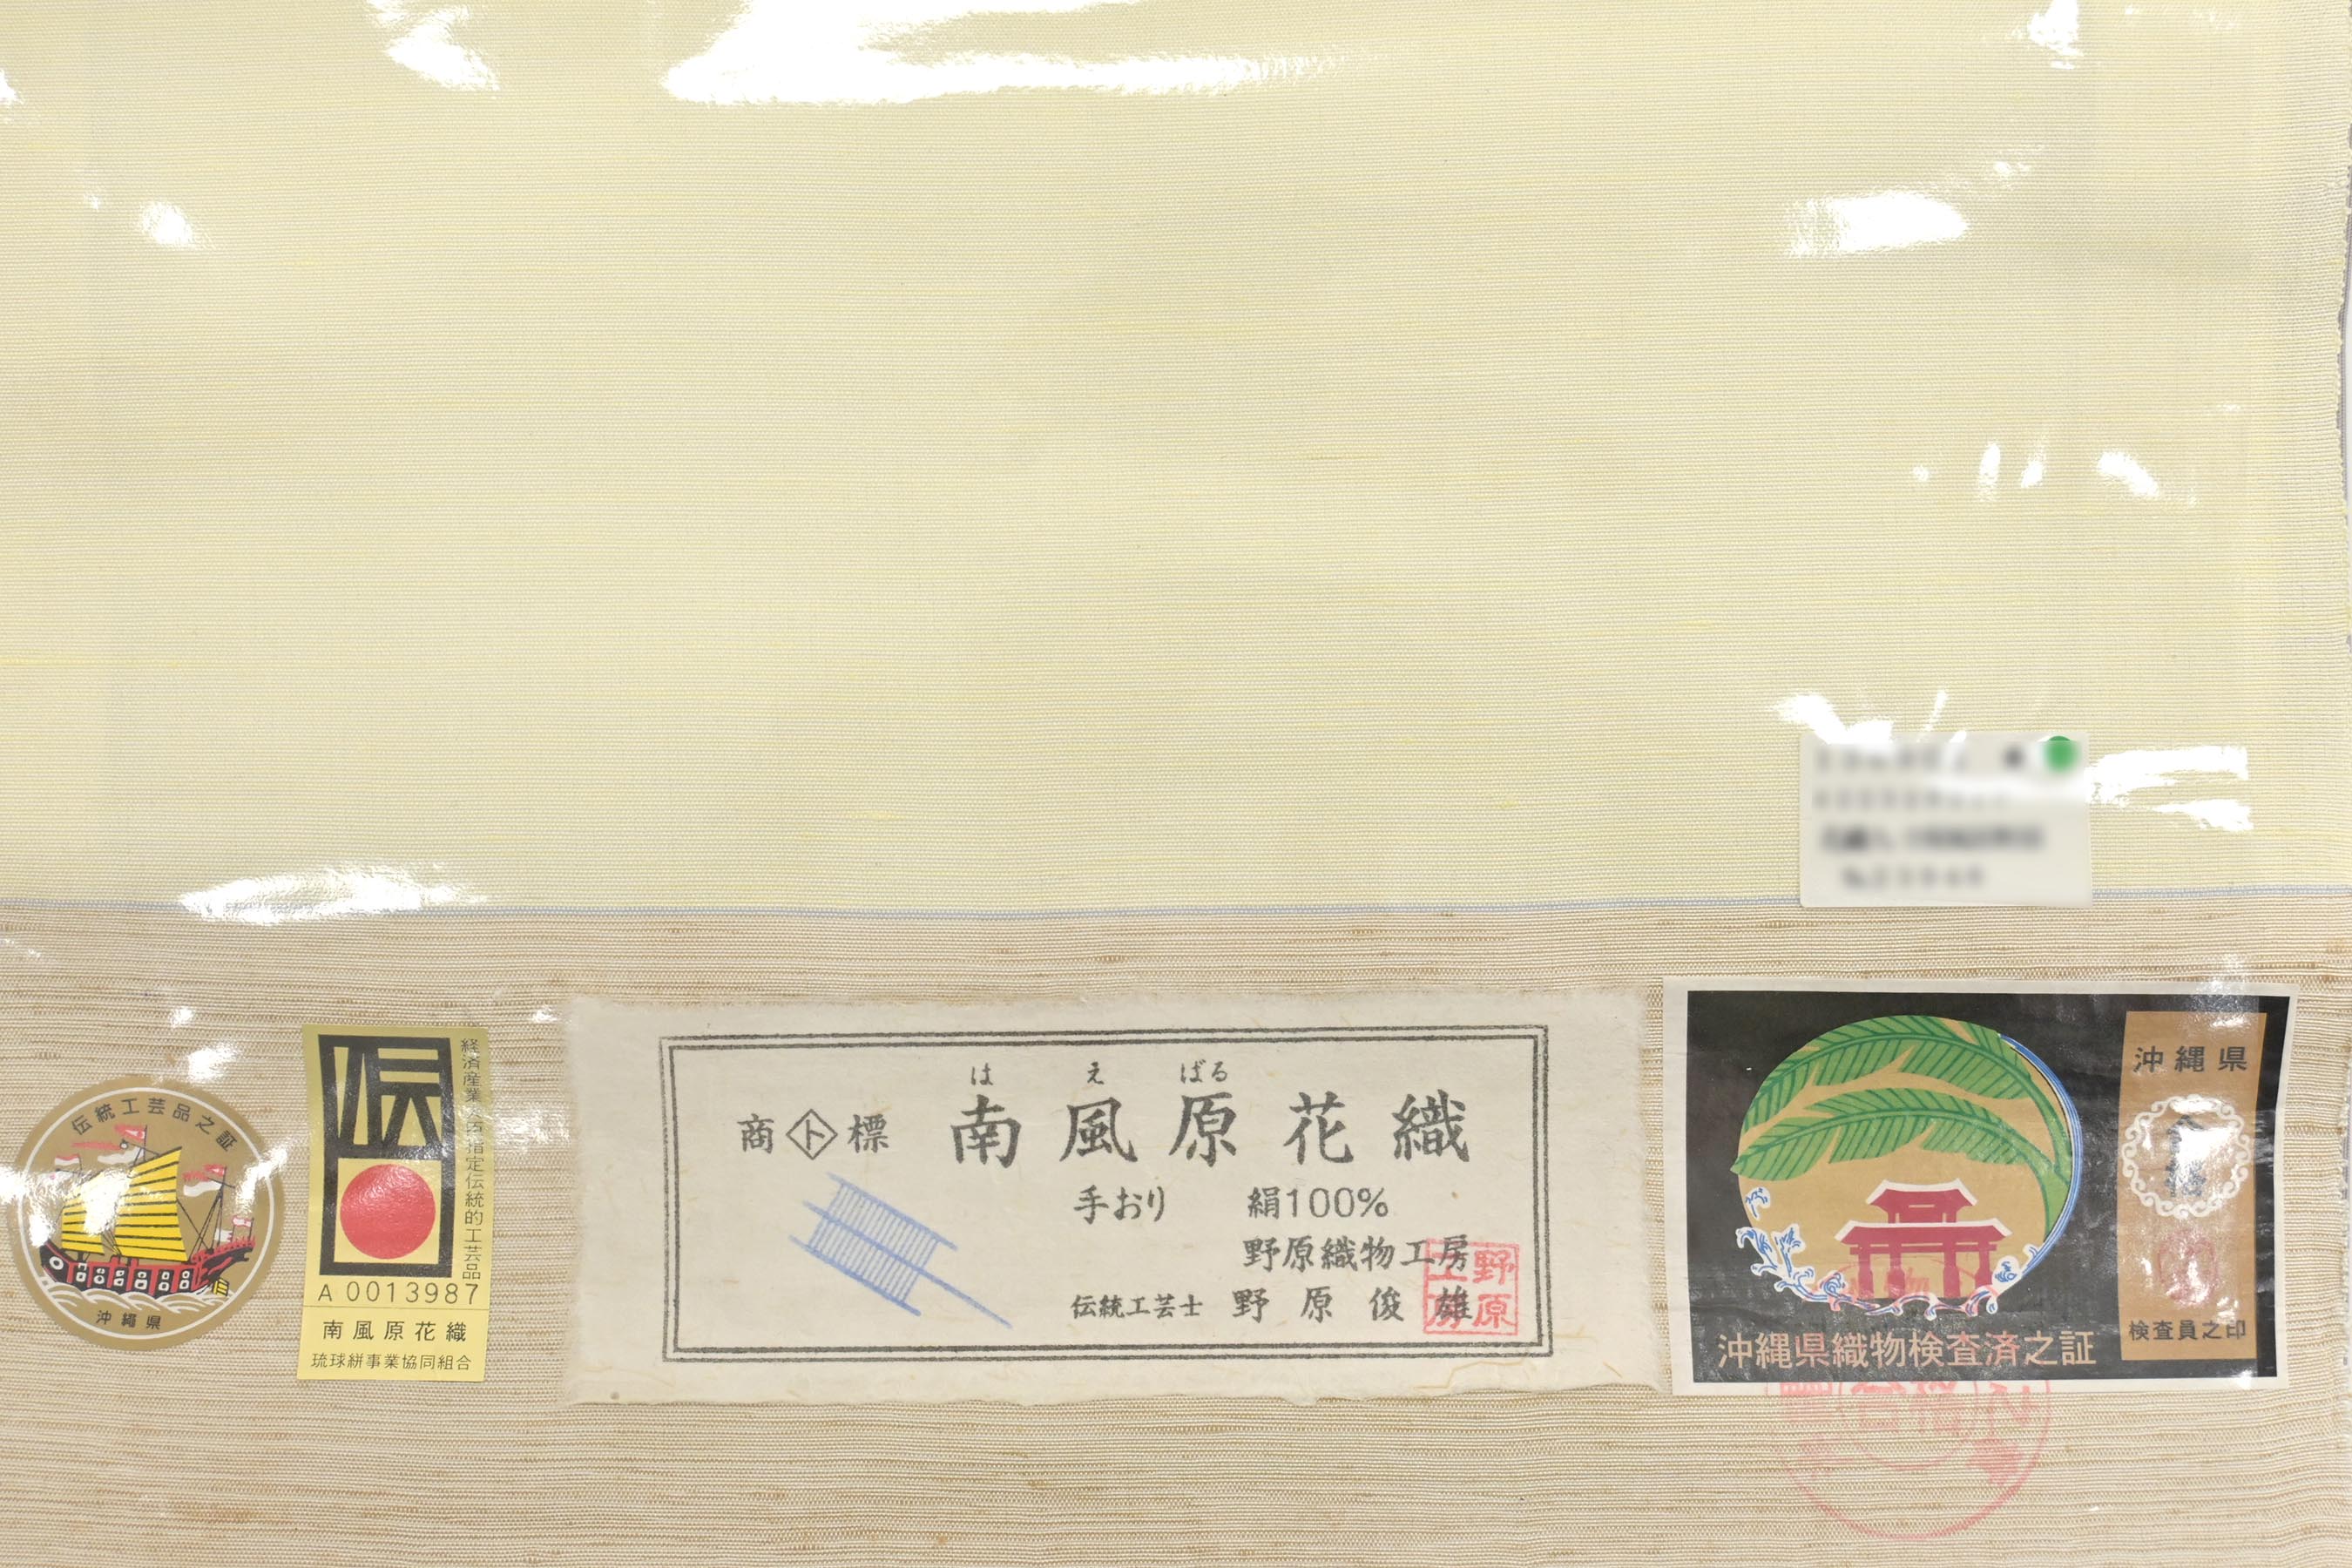 伝統工芸品之証
沖縄県
伝
経済産業大臣指定伝統的工芸品
A 0013987
南風原花織
琉球絣事業協同組合
は え ばる
商 ト 標 南風原花織
手おり 絹100%
野原織物工房
伝統工芸士 野原俊雄
野原工房
沖縄県
検査員之印
沖縄県織物検査済之証
合格